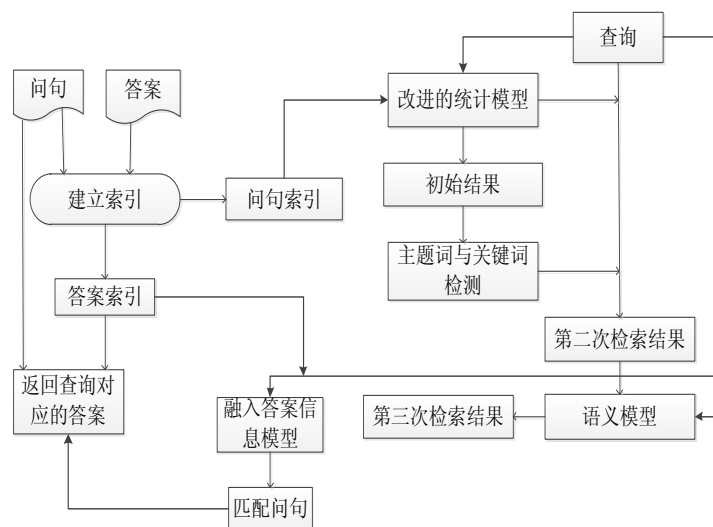 查询
问句
答案
改进的统计模型
建立索引
问句索引
初始结果
主题词与关键词
检测
答案索引
第二次检索结果
返回查询对
应的答案
融入答案信
息模型
第三次检索结果
语义模型
匹配问句